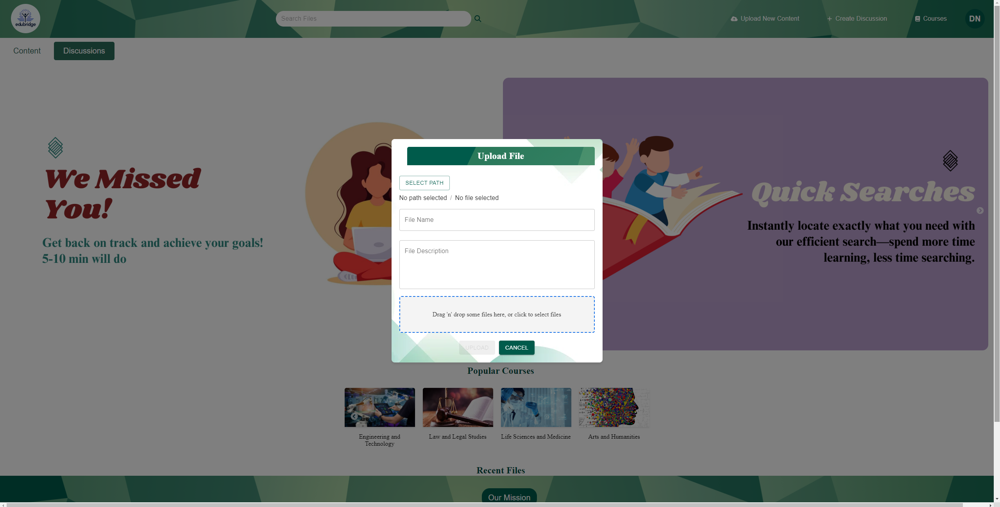 edubridge
Search Files
Upload New Content
Create Discussion
Courses
DN
Content
Discussions
We Missed
You!
Get back on track and achieve your goals!
5-10 min will do
Quick Searches
Instantly locate exactly what you need with
our efficient search—spend more time
learning, less time searching.
Upload File
SELECT PATH
No path selected / No file selected
File Name
File Description
Drag 'n' drop some files here, or click to select files
UPLOAD
CANCEL
Popular Courses
Engineering and
Technology
Law and Legal Studies
Life Sciences and Medicine
Arts and Humanities
Recent Files
Our Mission